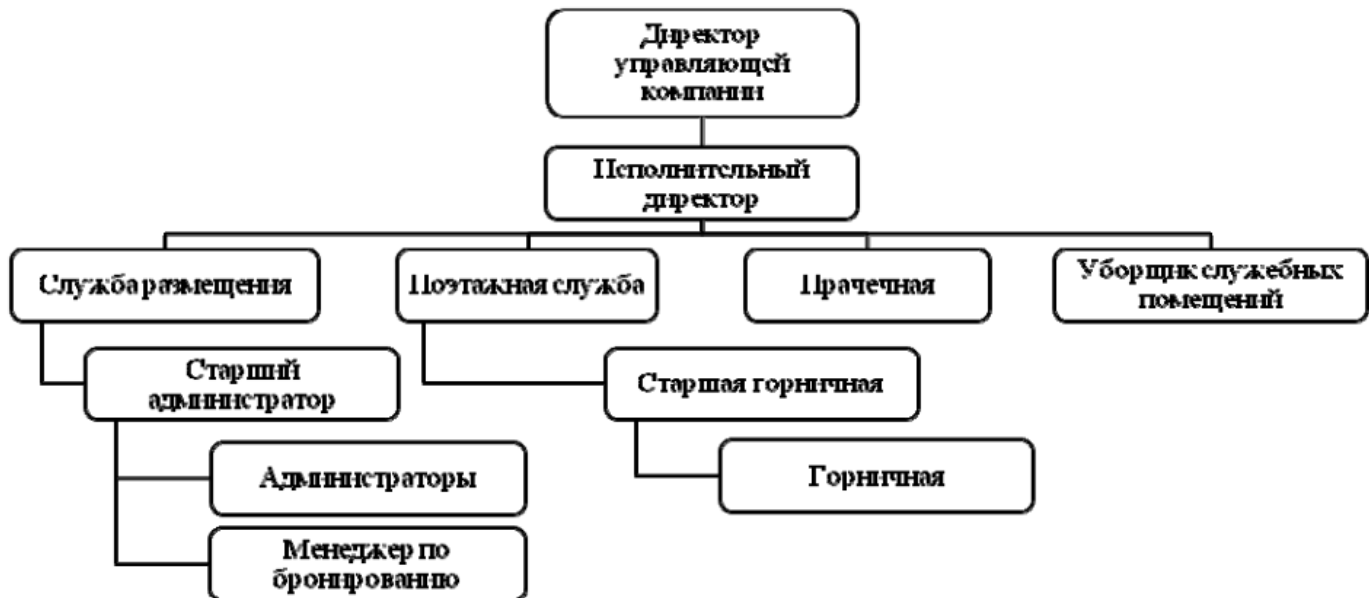 Директор
управляющей
компании
Исполнительный
директор
Служба размещения
Поэтажная служба
Прачечная
Уборщик служебных
помещений
Старший
администратор
Старшая горничная
Администраторы
Горничная
Менеджер по
бронированию